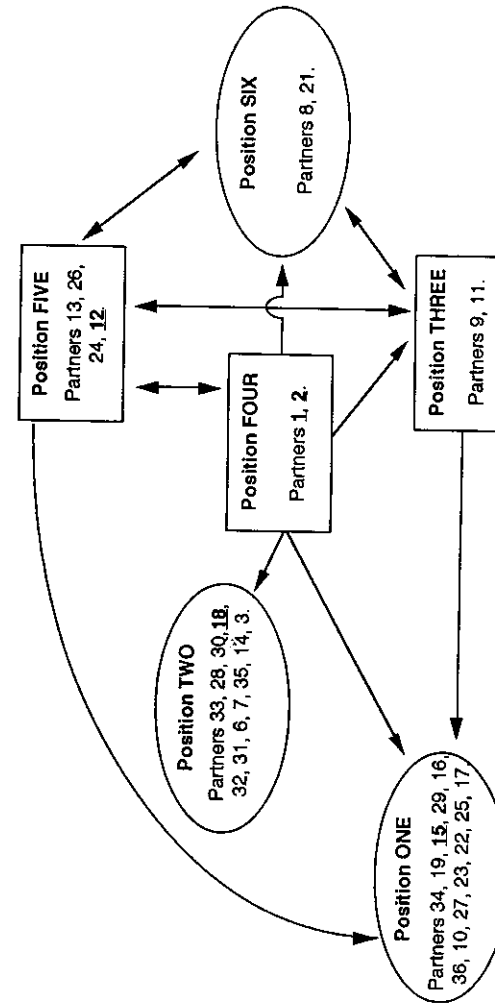 Position FIVE
Partners 13, 26,
24, 12.
Position SIX
Partners 8, 21.
Position FOUR
Partners 1, 2.
Position TWO
Partners 33, 28, 30, 18,
32, 31, 6, 7, 35, 14, 3.
Position THREE
Partners 9, 11.
Position ONE
Partners 34, 19, 15, 29, 16,
36, 10, 27, 23, 22, 25, 17.